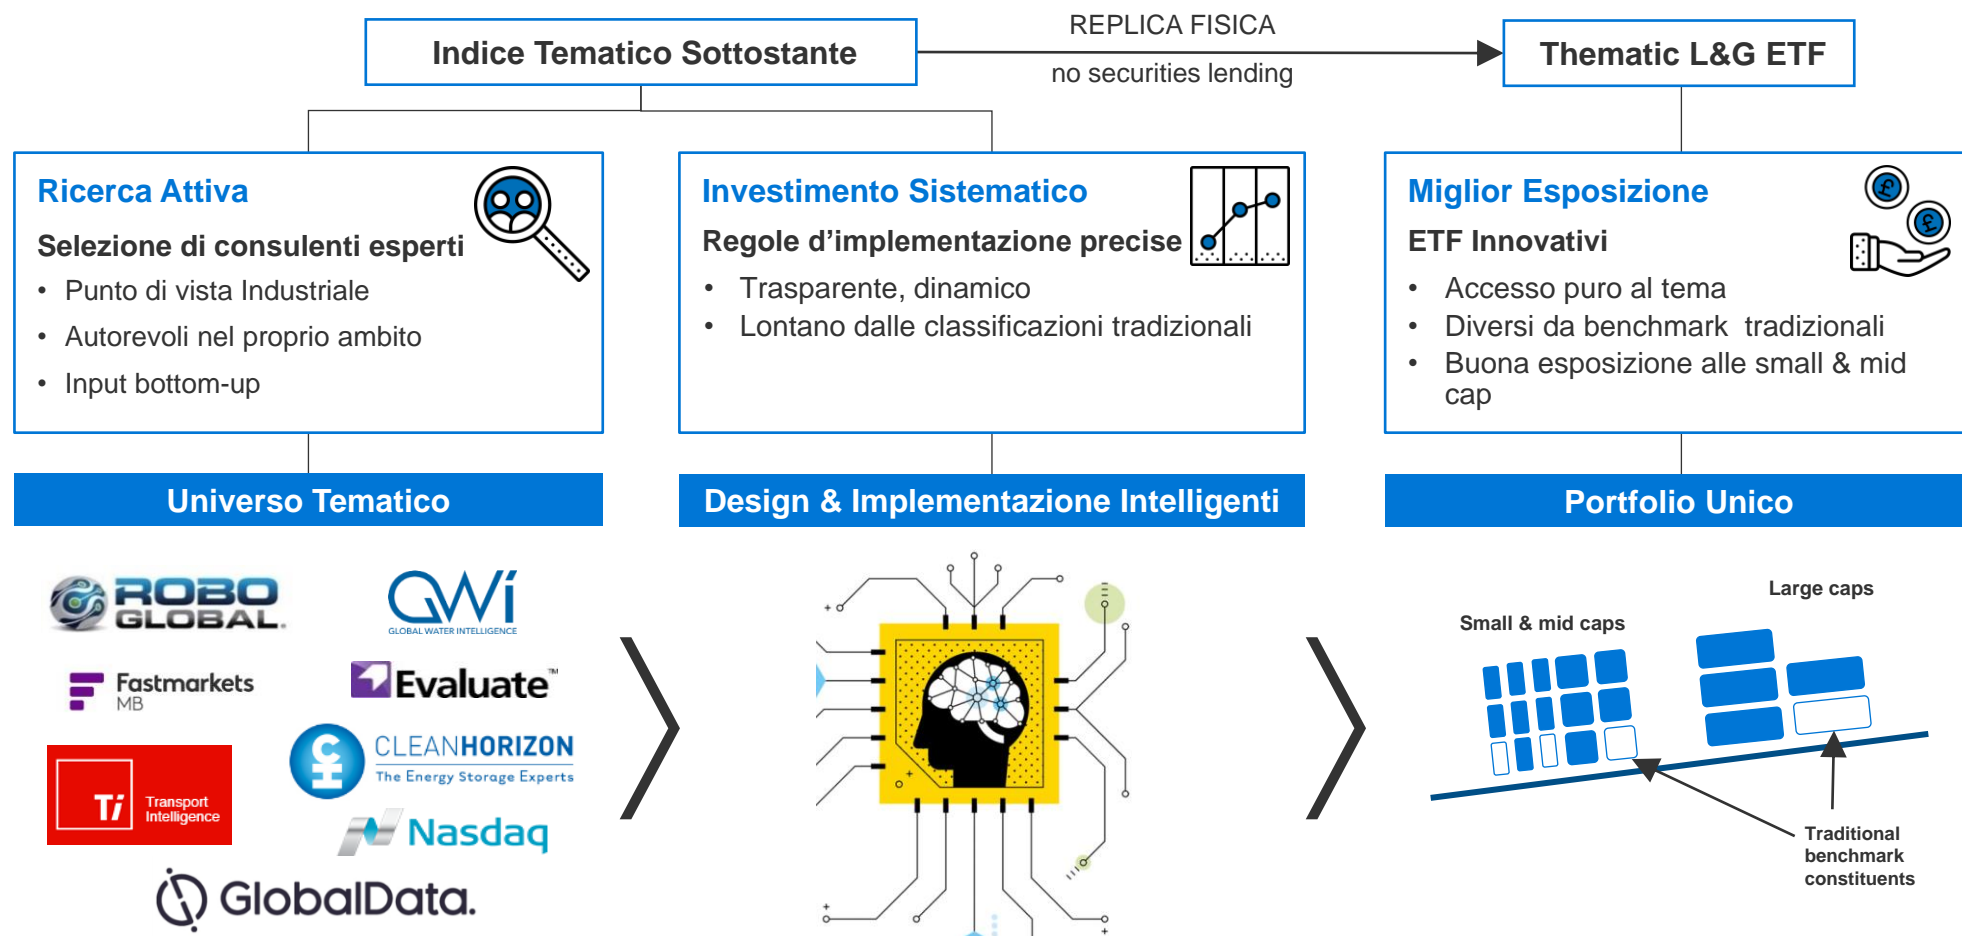 Indice Tematico Sottostante
REPLICA FISICA
no securities lending
Thematic L&G ETF
Ricerca Attiva
Selezione di consulenti esperti
• Punto di vista Industriale
• Autorevoli nel proprio ambito
• Input bottom-up
Investimento Sistematico
Regole d’implementazione precise
• Trasparente, dinamico
• Lontano dalle classificazioni tradizionali
Miglior Esposizione
ETF Innovativi
• Accesso puro al tema
• Diversi da benchmark  tradizionali
• Buona esposizione alle small & mid
cap
Universo Tematico
Design & Implementazione Intelligenti
Portfolio Unico
ROBO
GLOBAL.
GWi
GLOBAL WATER INTELLIGENCE
Fastmarkets
MB
Evaluate™
Ti
Transport
Intelligence
CH
CLEANHORIZON
The Energy Storage Experts
Nasdaq
GlobalData.
Small & mid caps
Large caps
Traditional
benchmark
constituents